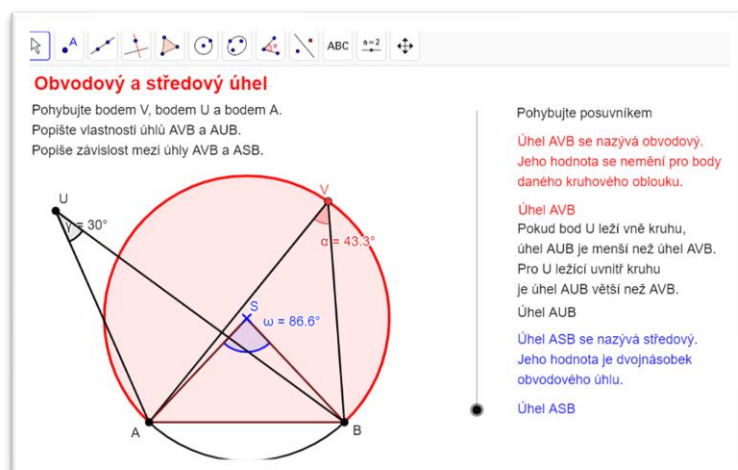 A
ABC
a=2
Obvodový a středový úhel
Pohybujte bodem V, bodem U a bodem A.
Popište vlastnosti úhlů AVB a AUB.
Popiše závislost mezi úhly AVB a ASB.
U
γ = 30°
V
α = 43.3°
S
ω = 86.6°
A
B
Pohybujte posuvníkem
Úhel AVB se nazývá obvodový.
Jeho hodnota se nemění pro body
daného kruhového oblouku.
Úhel AVB
Pokud bod U leží vně kruhu,
úhel AUB je menší než úhel AVB.
Pro U ležící uvnitř kruhu
je úhel AUB větší než AVB.
Úhel AUB
Úhel ASB se nazývá středový.
Jeho hodnota je dvojnásobek
obvodového úhlu.
Úhel ASB